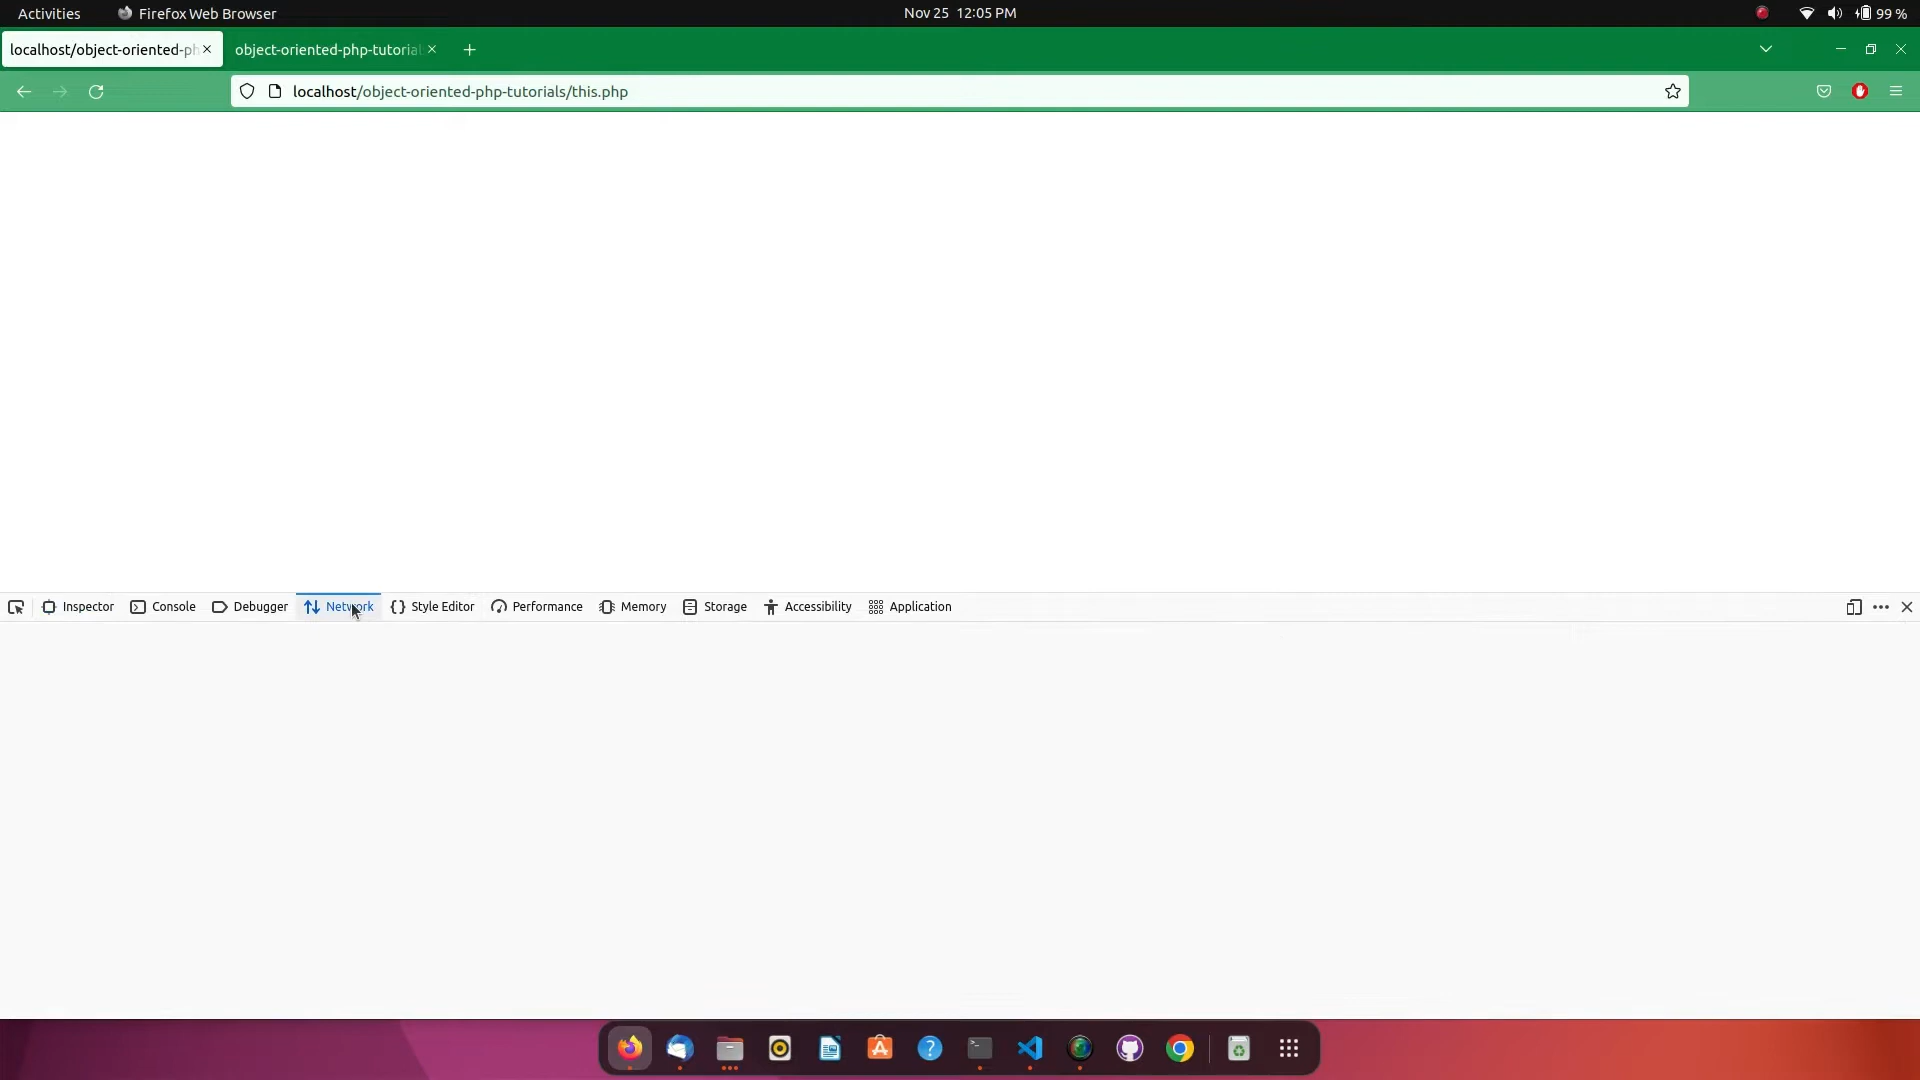 Activities Firefox Web Browser Nov 25 12:05 PM 99 %
localhost/object-oriented-ph object-oriented-php-tutorial
localhost/object-oriented-php-tutorials/this.php
Inspector Console Debugger Network Style Editor Performance Memory Storage Accessibility Application